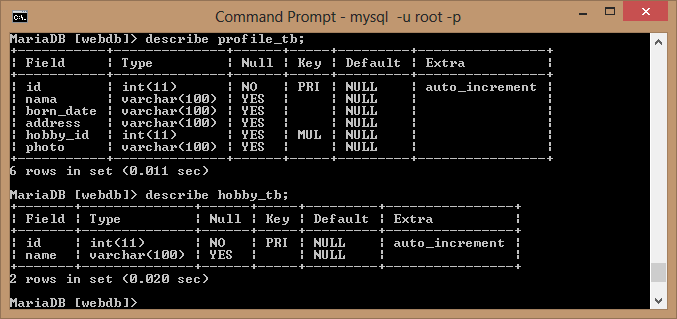 Command Prompt - mysql -u root -p
MariaDB [webdb]> describe profile_tb;
+-----------+--------------+------+-----+---------+----------------+
| Field     | Type         | Null | Key | Default | Extra          |
+-----------+--------------+------+-----+---------+----------------+
| id        | int(11)      | NO   | PRI | NULL    | auto_increment |
| nama      | varchar(100) | YES  |     | NULL    |                |
| born_date | varchar(100) | YES  |     | NULL    |                |
| address   | varchar(100) | YES  |     | NULL    |                |
| hobby_id  | int(11)      | YES  | MUL | NULL    |                |
| photo     | varchar(100) | YES  |     | NULL    |                |
+-----------+--------------+------+-----+---------+----------------+
6 rows in set (0.011 sec)
MariaDB [webdb]> describe hobby_tb;
+-------+--------------+------+-----+---------+----------------+
| Field | Type         | Null | Key | Default | Extra          |
+-------+--------------+------+-----+---------+----------------+
| id    | int(11)      | NO   | PRI | NULL    | auto_increment |
| name  | varchar(100) | YES  |     | NULL    |                |
+-------+--------------+------+-----+---------+----------------+
2 rows in set (0.020 sec)
MariaDB [webdb]>